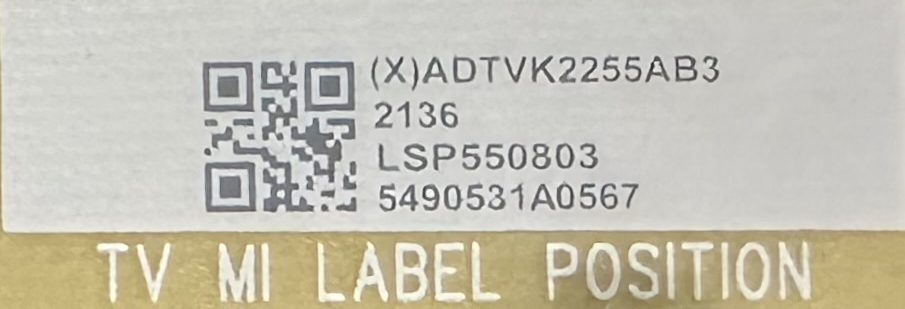 (X)ADTVK2255AB3
2136
LSP550803
5490531A0567
TV MI LABEL POSITION